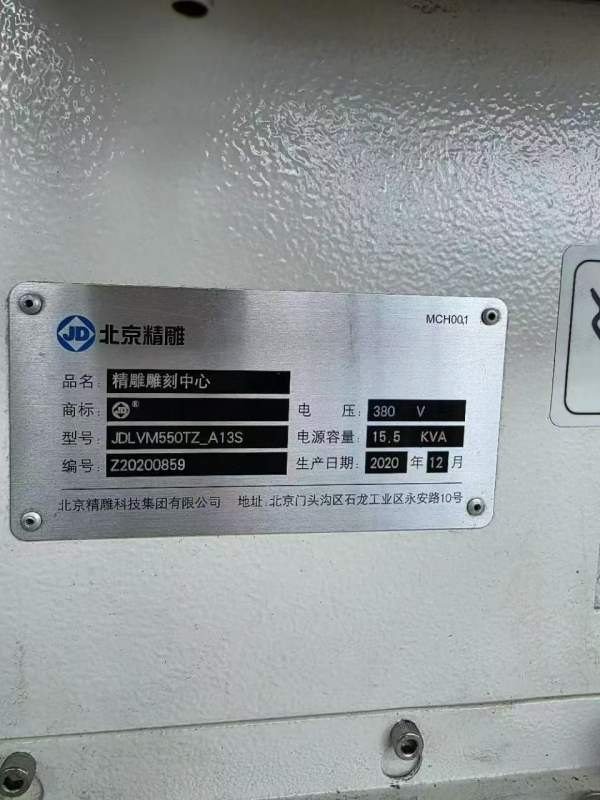 MCH00.1
JD 北京精雕
品名: 精雕雕刻中心
商标: JD®
电 压: 380 V
型号: JDLVM550TZ_A13S
电源容量: 15.5 KVA
编号: Z20200859
生产日期: 2020 年 12 月
北京精雕科技集团有限公司 地址: 北京门头沟区石龙工业区永安路10号